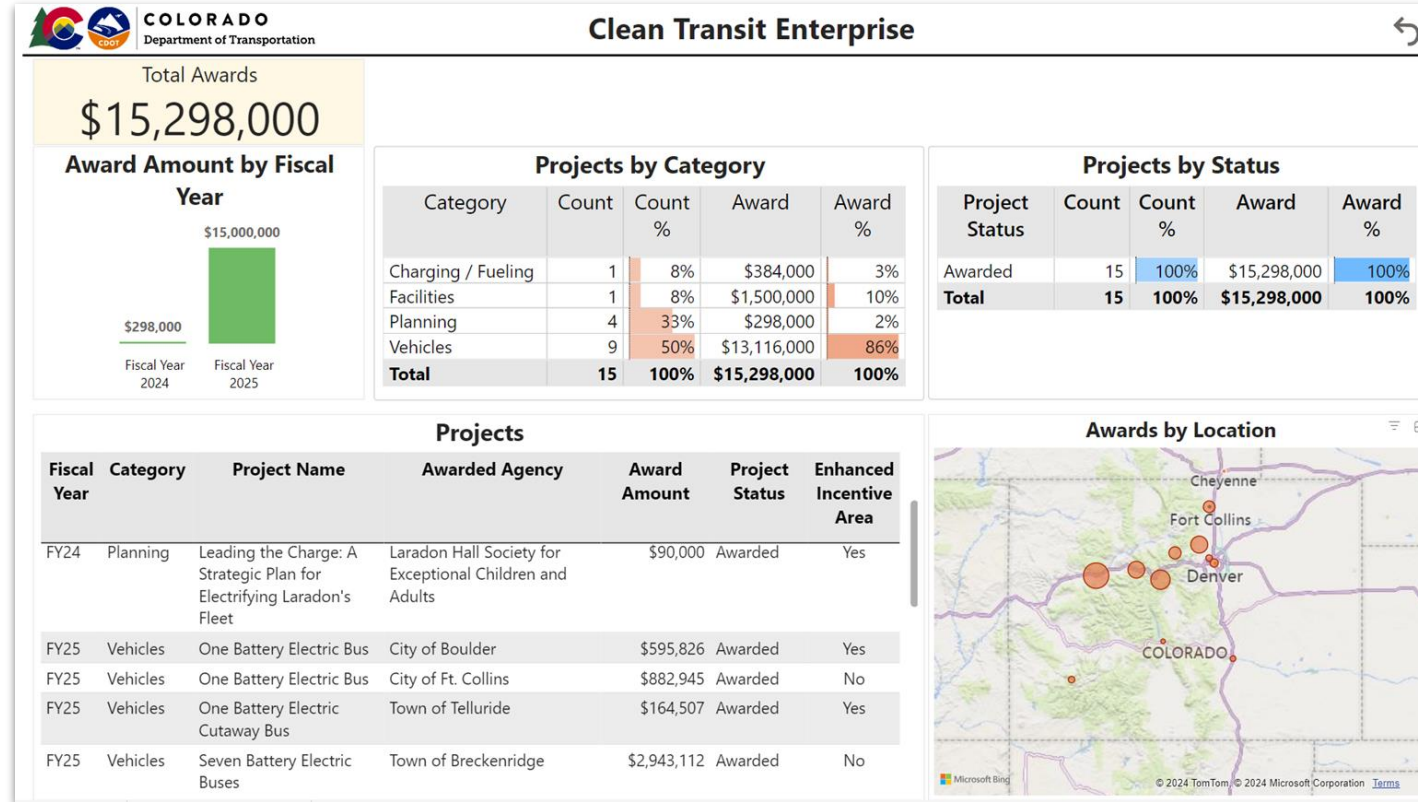 COLORADO
Department of Transportation
CDOT
Clean Transit Enterprise
Total Awards
$15,298,000
Award Amount by Fiscal
Year
$15,000,000
$298,000
Fiscal Year
2024
Fiscal Year
2025
Projects by Category
Category Count Count % Award Award %
Charging / Fueling 1 8% $384,000 3%
Facilities 1 8% $1,500,000 10%
Planning 4 33% $298,000 2%
Vehicles 9 50% $13,116,000 86%
Total 15 100% $15,298,000 100%
Projects by Status
Project Status Count Count % Award Award %
Awarded 15 100% $15,298,000 100%
Total 15 100% $15,298,000 100%
Projects
Fiscal Year Category Project Name Awarded Agency Award Amount Project Status Enhanced Incentive Area
FY24 Planning Leading the Charge: A Strategic Plan for Electrifying Laradon's Fleet Laradon Hall Society for Exceptional Children and Adults $90,000 Awarded Yes
FY25 Vehicles One Battery Electric Bus City of Boulder $595,826 Awarded Yes
FY25 Vehicles One Battery Electric Bus City of Ft. Collins $882,945 Awarded No
FY25 Vehicles One Battery Electric Cutaway Bus Town of Telluride $164,507 Awarded Yes
FY25 Vehicles Seven Battery Electric Buses Town of Breckenridge $2,943,112 Awarded No
Awards by Location
Cheyenne
Fort Collins
Denver
COLORADO
Microsoft Bing
© 2024 TomTom, © 2024 Microsoft Corporation Terms